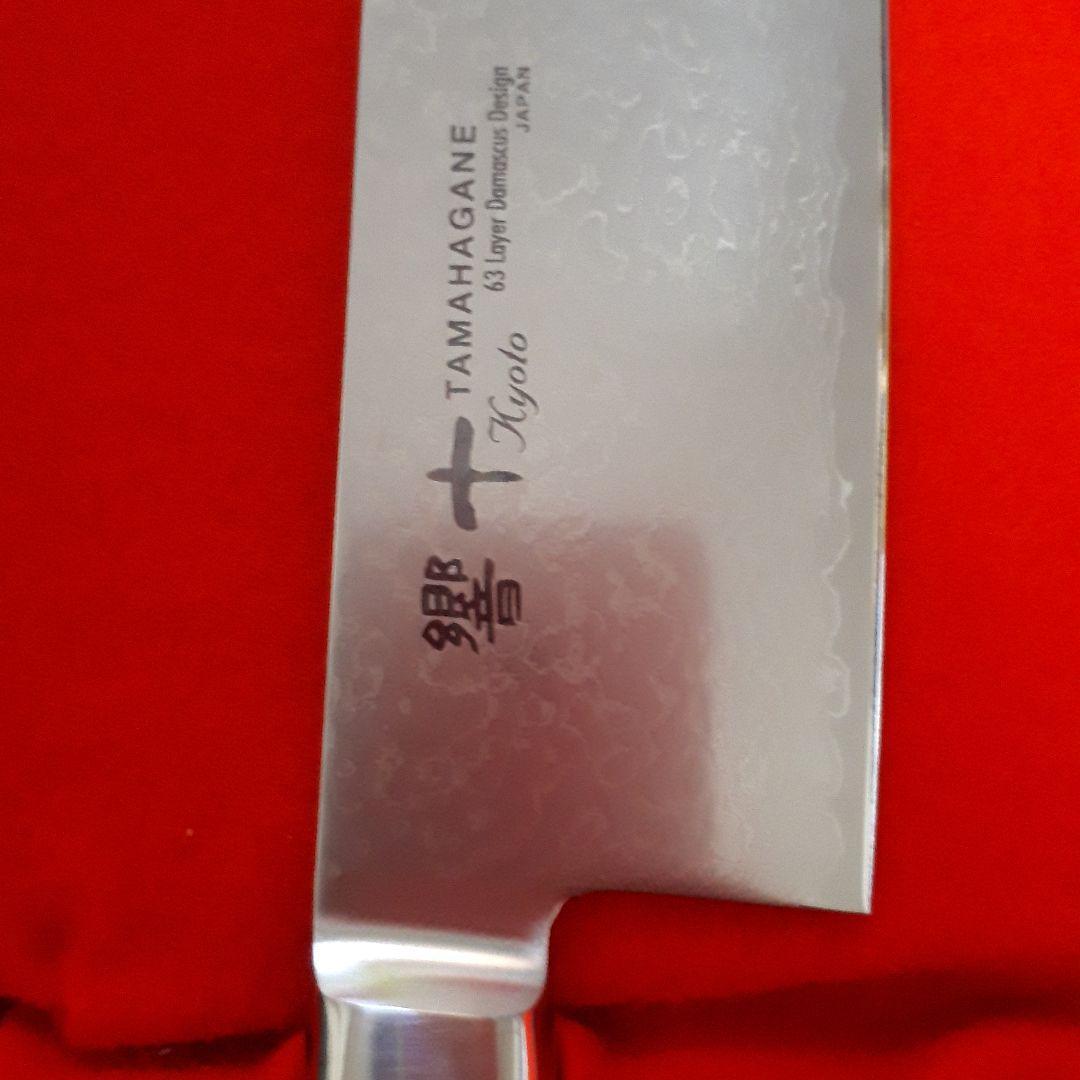 響十 TAMAHAGANE
Kyoto 63 Layer Damascus Design
JAPAN